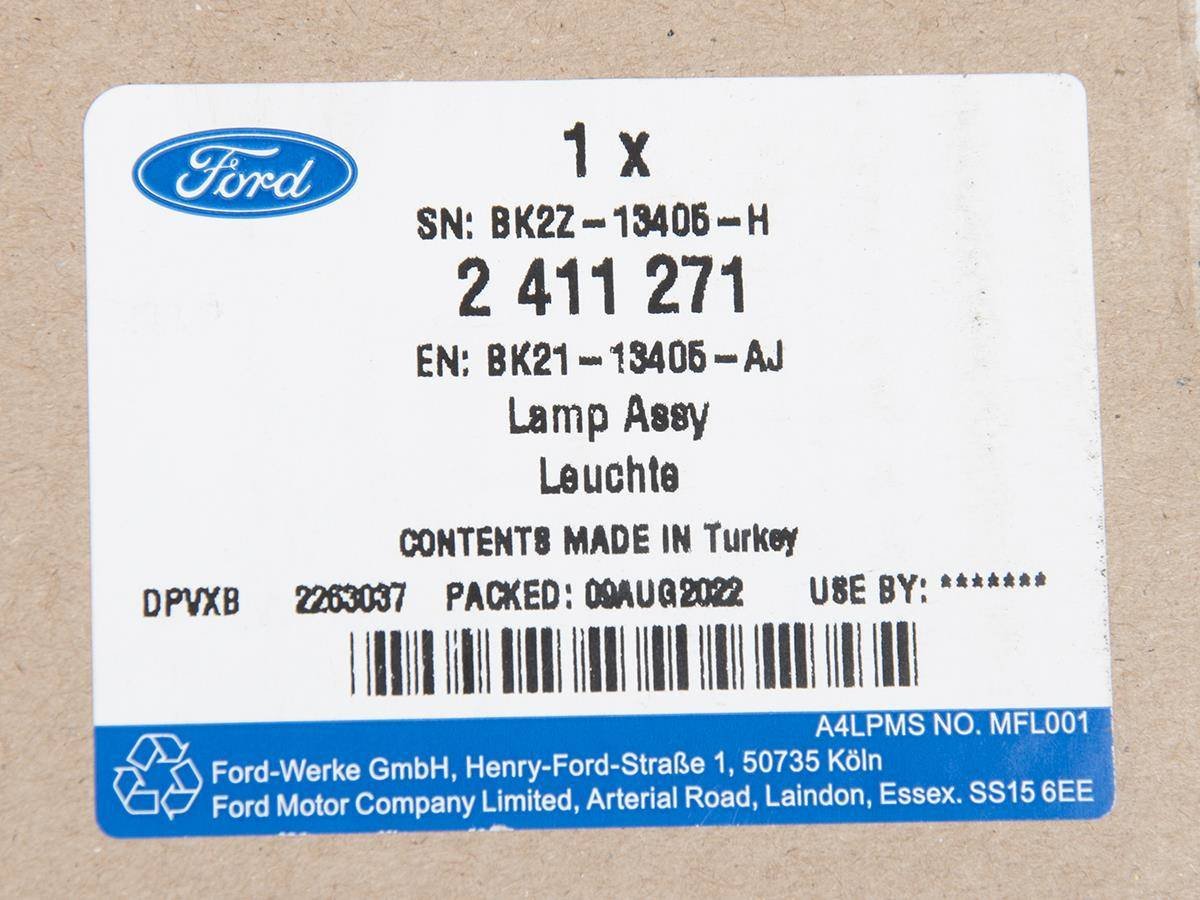 Ford
1 x
SN: BK2Z-13405-H
2 411 271
EN: BK21-13405-AJ
Lamp Assy
Leuchte
CONTENTS MADE IN Turkey
DPVXB 2263037 PACKED: 09AUG2022 USE BY: *******
A4LPMS NO. MFL001
Ford-Werke GmbH, Henry-Ford-Straße 1, 50735 Köln
Ford Motor Company Limited, Arterial Road, Laindon, Essex. SS15 6EE